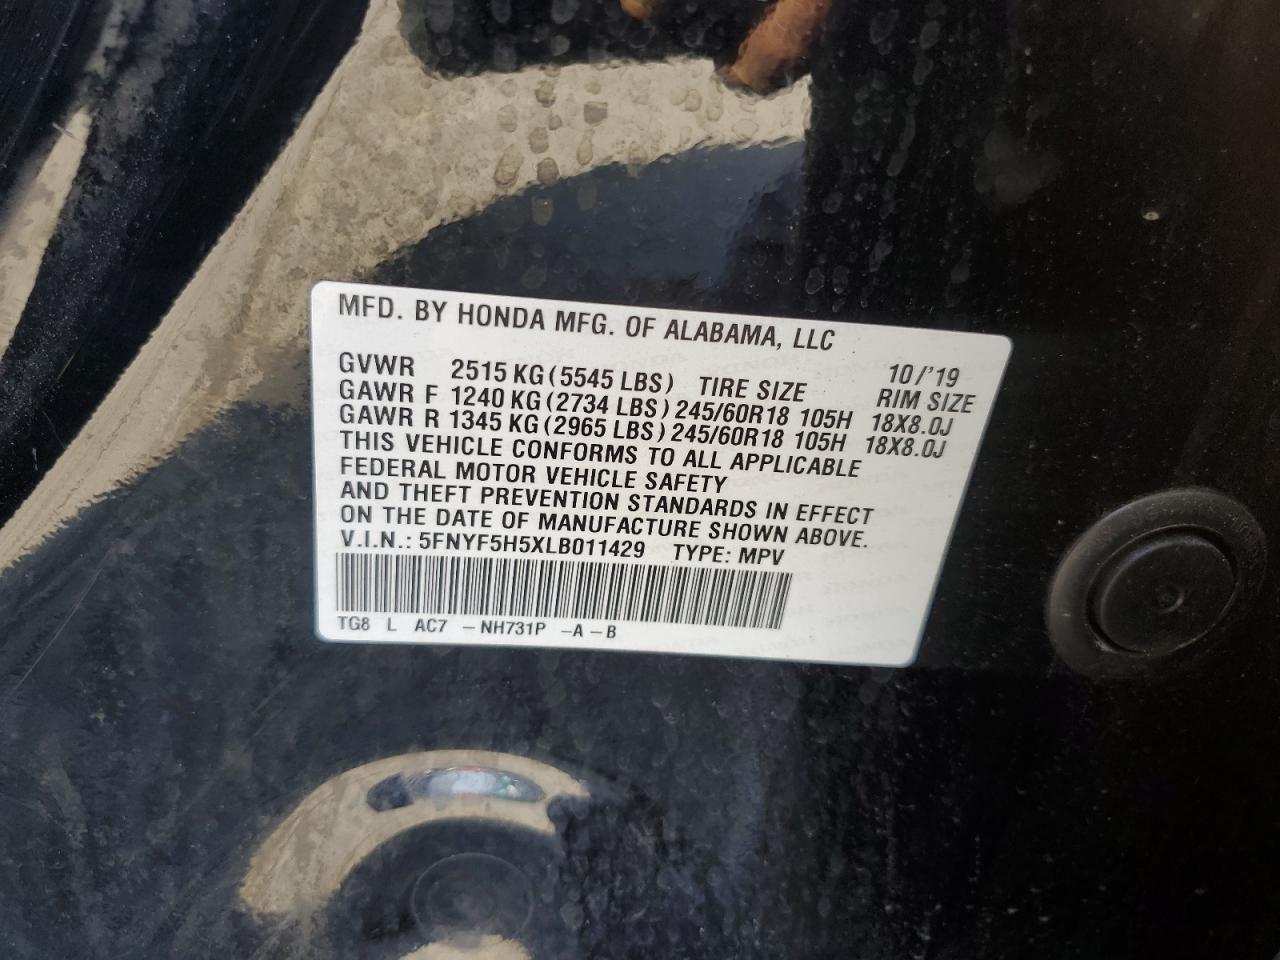 MFD. BY HONDA MFG. OF ALABAMA, LLC
10/'19
GVWR 2515 KG (5545 LBS) TIRE SIZE RIM SIZE
GAWR F 1240 KG (2734 LBS) 245/60R18 105H 18X8.0J
GAWR R 1345 KG (2965 LBS) 245/60R18 105H 18X8.0J
THIS VEHICLE CONFORMS TO ALL APPLICABLE
FEDERAL MOTOR VEHICLE SAFETY
AND THEFT PREVENTION STANDARDS IN EFFECT
ON THE DATE OF MANUFACTURE SHOWN ABOVE.
V.I.N.: 5FNYF5H5XLB011429 TYPE: MPV
TG8 L AC7 – NH731P – A – B